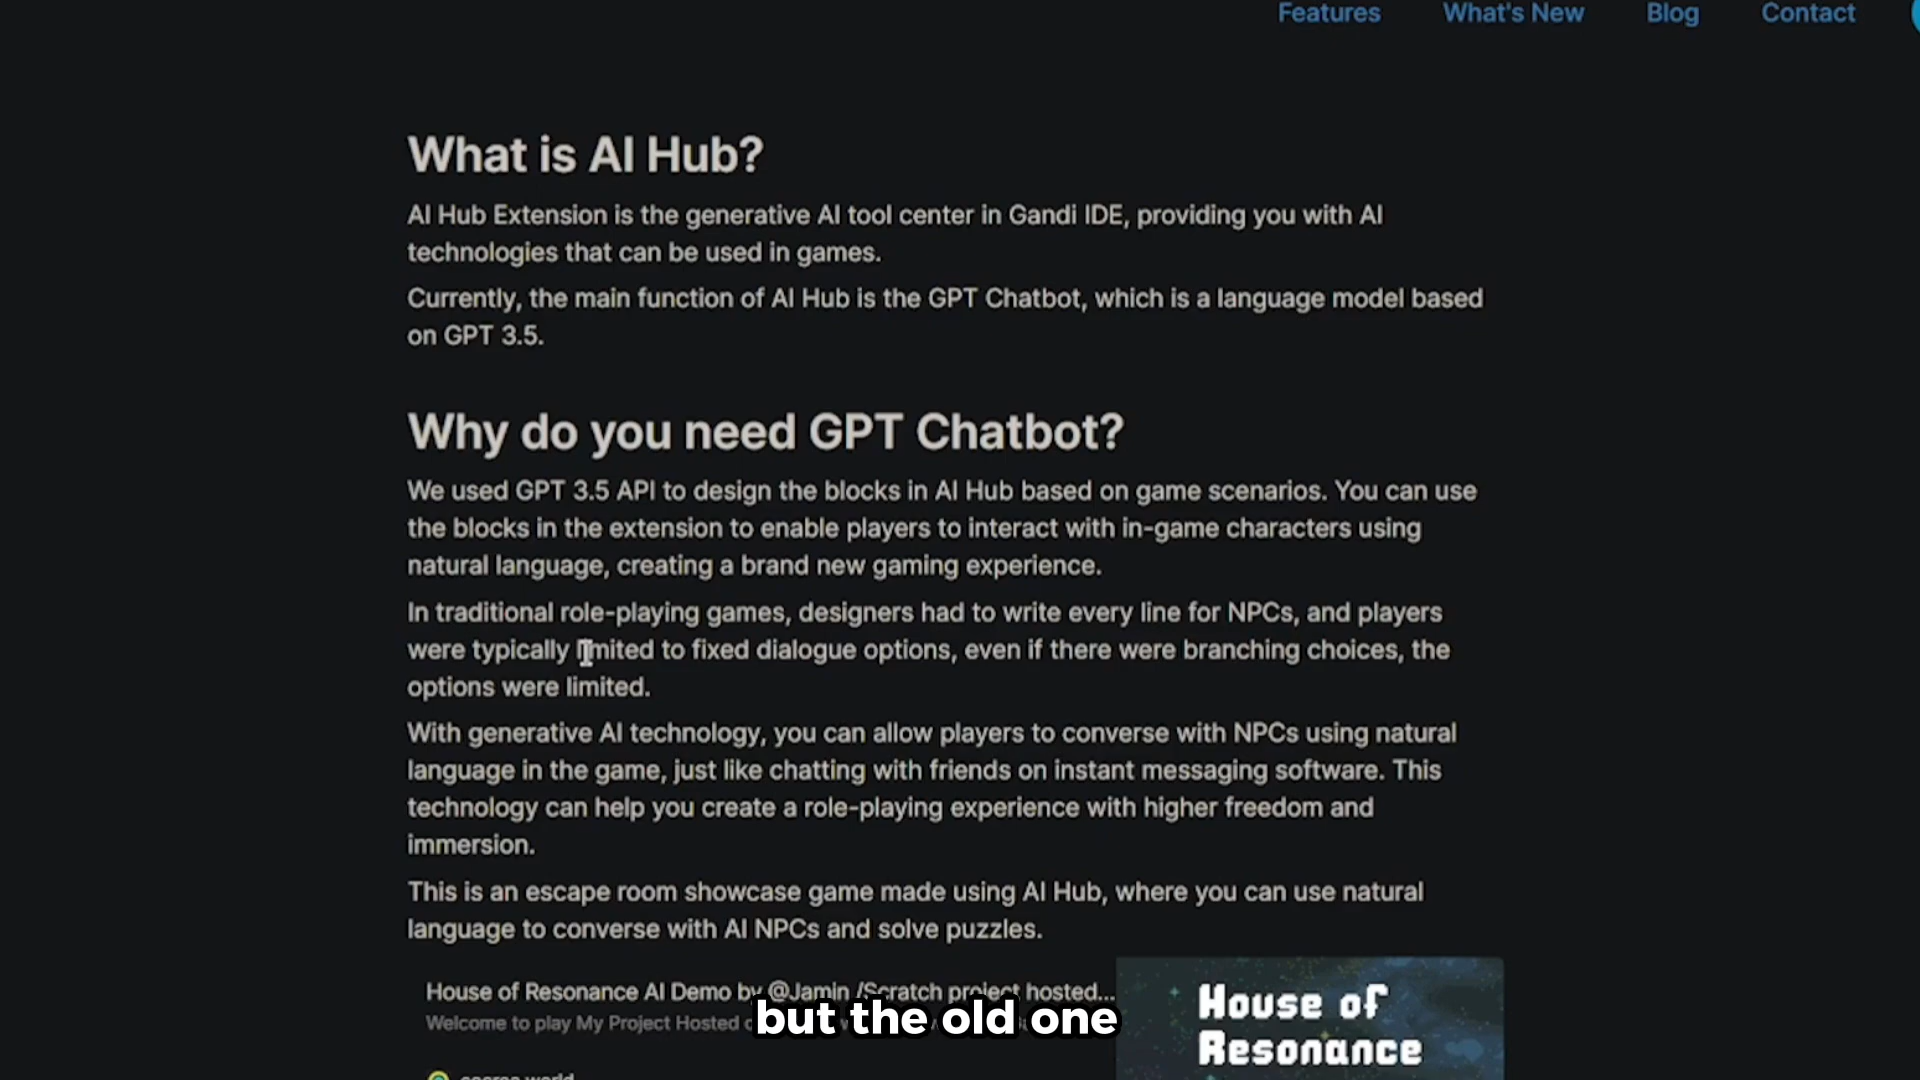 Features What's New Blog Contact
What is AI Hub?
AI Hub Extension is the generative AI tool center in Gandi IDE, providing you with AI
technologies that can be used in games.
Currently, the main function of AI Hub is the GPT Chatbot, which is a language model based
on GPT 3.5.
Why do you need GPT Chatbot?
We used GPT 3.5 API to design the blocks in AI Hub based on game scenarios. You can use
the blocks in the extension to enable players to interact with in-game characters using
natural language, creating a brand new gaming experience.
In traditional role-playing games, designers had to write every line for NPCs, and players
were typically limited to fixed dialogue options, even if there were branching choices, the
options were limited.
With generative AI technology, you can allow players to converse with NPCs using natural
language in the game, just like chatting with friends on instant messaging software. This
technology can help you create a role-playing experience with higher freedom and
immersion.
This is an escape room showcase game made using AI Hub, where you can use natural
language to converse with AI NPCs and solve puzzles.
House of Resonance AI Demo by @Jamin /Scratch project hosted...
Welcome to play My Project Hosted
but the old one
House of
Resonance